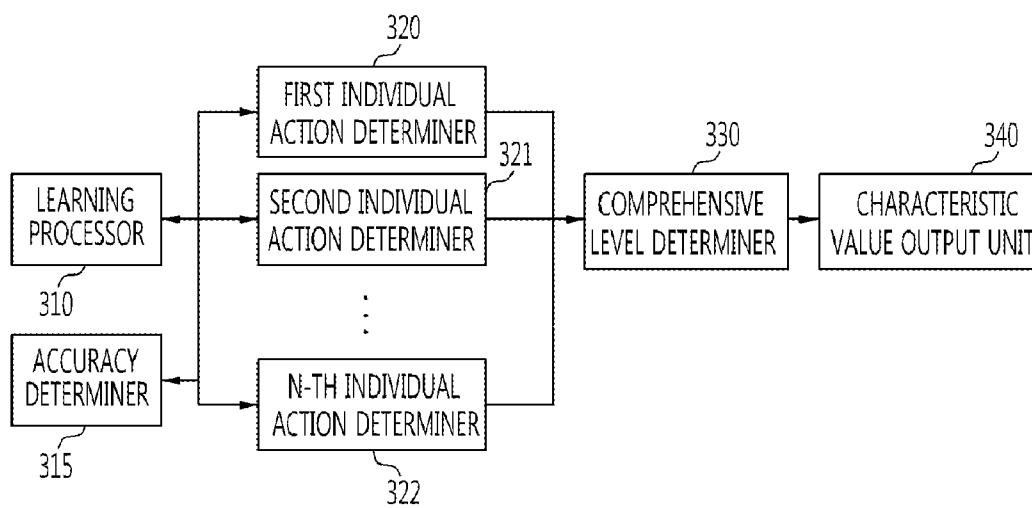 320
FIRST INDIVIDUAL
ACTION DETERMINER
321
330
340
LEARNING
PROCESSOR
310
SECOND INDIVIDUAL
ACTION DETERMINER
COMPREHENSIVE
LEVEL DETERMINER
CHARACTERISTIC
VALUE OUTPUT UNIT
ACCURACY
DETERMINER
315
N-TH INDIVIDUAL
ACTION DETERMINER
322